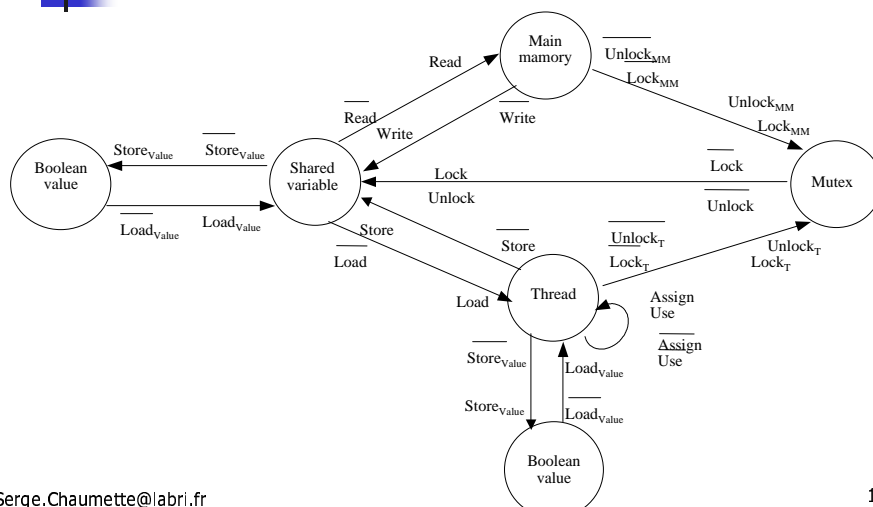 Main
mamory
Unlock_MM
Lock_MM
Read
Read
Write
Write
Unlock_MM
Lock_MM
Boolean
value
Store_Value
Store_Value
Shared
variable
Lock
Unlock
Lock
Unlock
Mutex
Load_Value
Load_Value
Store
Load
Store
Load
Unlock_T
Lock_T
Unlock_T
Lock_T
Thread
Assign
Use
Assign
Use
Store_Value
Load_Value
Store_Value
Load_Value
Boolean
value
Serge.Chaumette@labri.fr
1